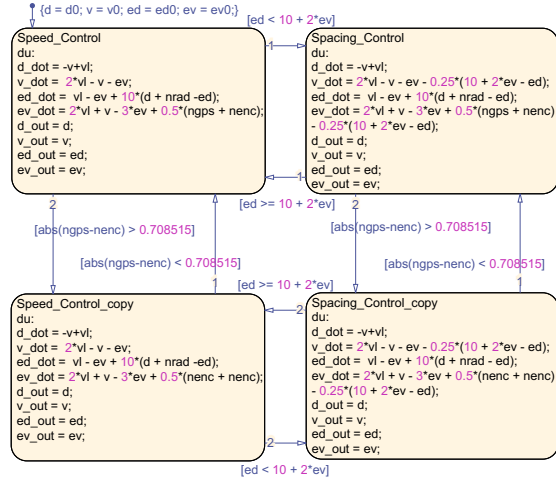 {d = d0; v = v0; ed = ed0; ev = ev0;}
[ed < 10 + 2*ev]
Speed_Control
du:
d_dot = -v+vl;
v_dot = 2*vl - v - ev;
ed_dot = vl - ev + 10*(d + nrad -ed);
ev_dot = 2*vl + v - 3*ev + 0.5*(ngps + nenc);
d_out = d;
v_out = v;
ed_out = ed;
ev_out = ev;
1
Spacing_Control
du:
d_dot = -v+vl;
v_dot = 2*vl - v - ev -0.25*(10 + 2*ev - ed);
ed_dot = vl - ev + 10*(d + nrad - ed);
ev_dot = 2*vl + v - 3*ev + 0.5*(ngps + nenc)
- 0.25*(10 + 2*ev - ed);
d_out = d;
v_out = v;
ed_out = ed;
ev_out = ev;
1
2
[ed >= 10 + 2*ev]
2
[abs(ngps-nenc) > 0.708515]
[abs(ngps-nenc) > 0.708515]
[abs(ngps-nenc) < 0.708515]
[abs(ngps-nenc) < 0.708515]
1
[ed >= 10 + 2*ev]
1
Speed_Control_copy
du:
d_dot = -v+vl;
v_dot = 2*vl - v - ev;
ed_dot = vl - ev + 10*(d + nrad -ed);
ev_dot = 2*vl + v - 3*ev + 0.5*(nenc + nenc);
d_out = d;
v_out = v;
ed_out = ed;
ev_out = ev;
2
Spacing_Control_copy
du:
d_dot = -v+vl;
v_dot = 2*vl - v - ev -0.25*(10 + 2*ev - ed);
ed_dot = vl - ev + 10*(d + nrad - ed);
ev_dot = 2*vl + v - 3*ev + 0.5*(nenc + nenc)
- 0.25*(10 + 2*ev - ed);
d_out = d;
v_out = v;
ed_out = ed;
ev_out = ev;
2
[ed < 10 + 2*ev]